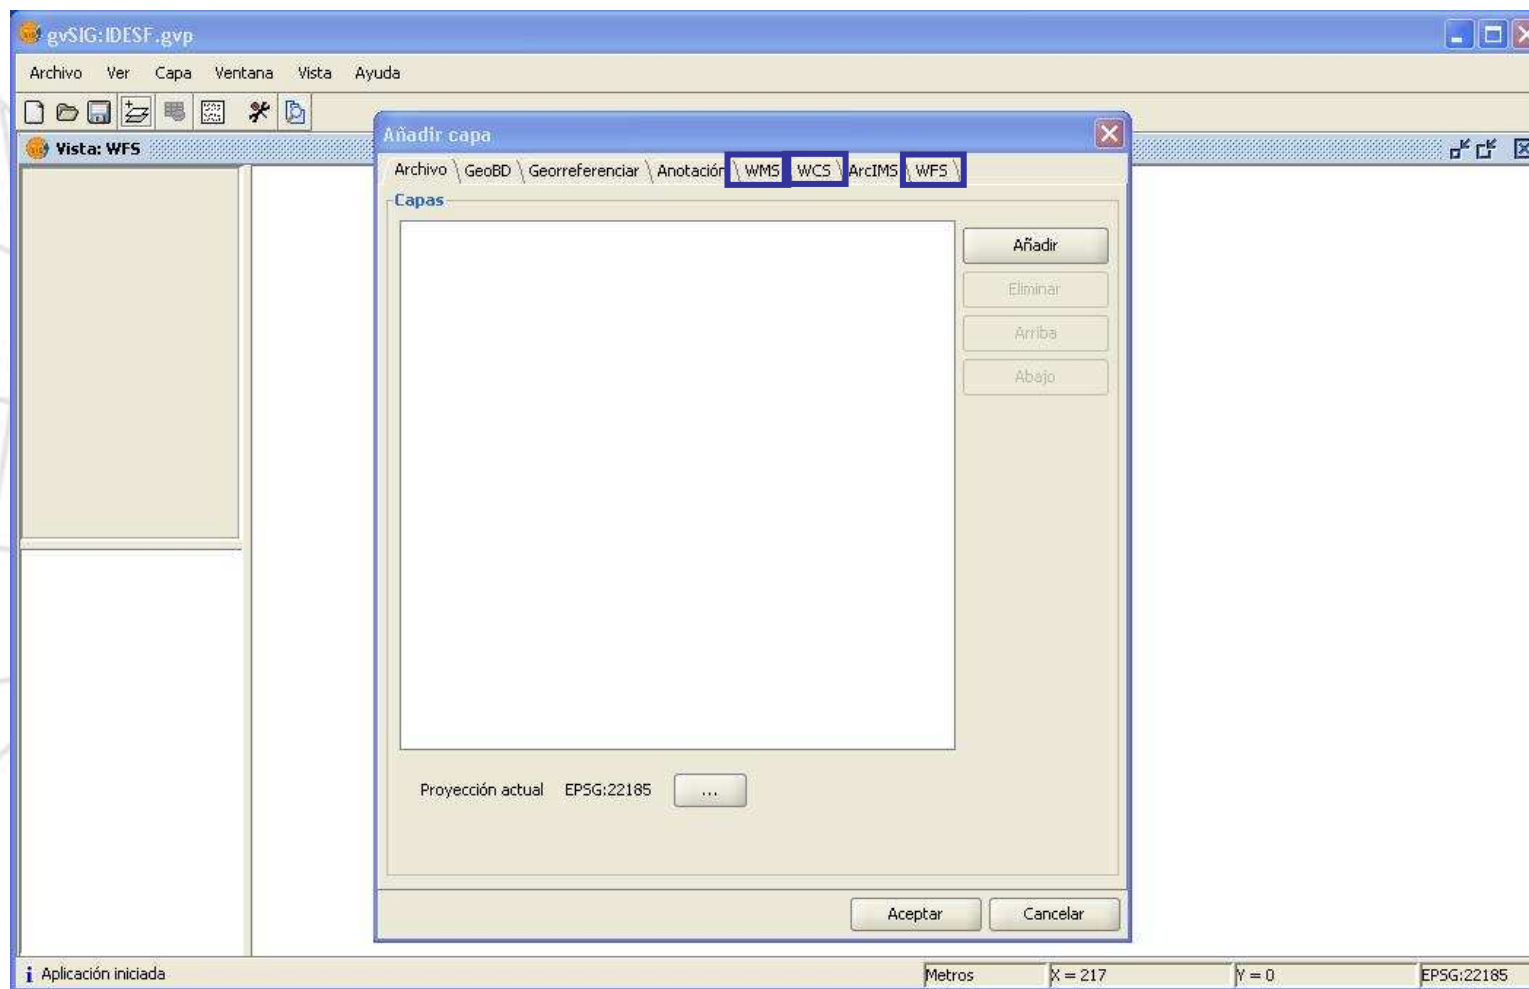 gvSIG:IDESF.gvp
Archivo Ver Capa Ventana Vista Ayuda
Vista: WFS
Añadir capa
Archivo GeoBD Georreferenciar Anotación WMS WCS ArcIMS WFS
Capas
Añadir
Eliminar
Arriba
Abajo
Proyección actual EPSG:22185 ...
Aceptar Cancelar
Aplicación iniciada Metros X = 217 Y = 0 EPSG:22185